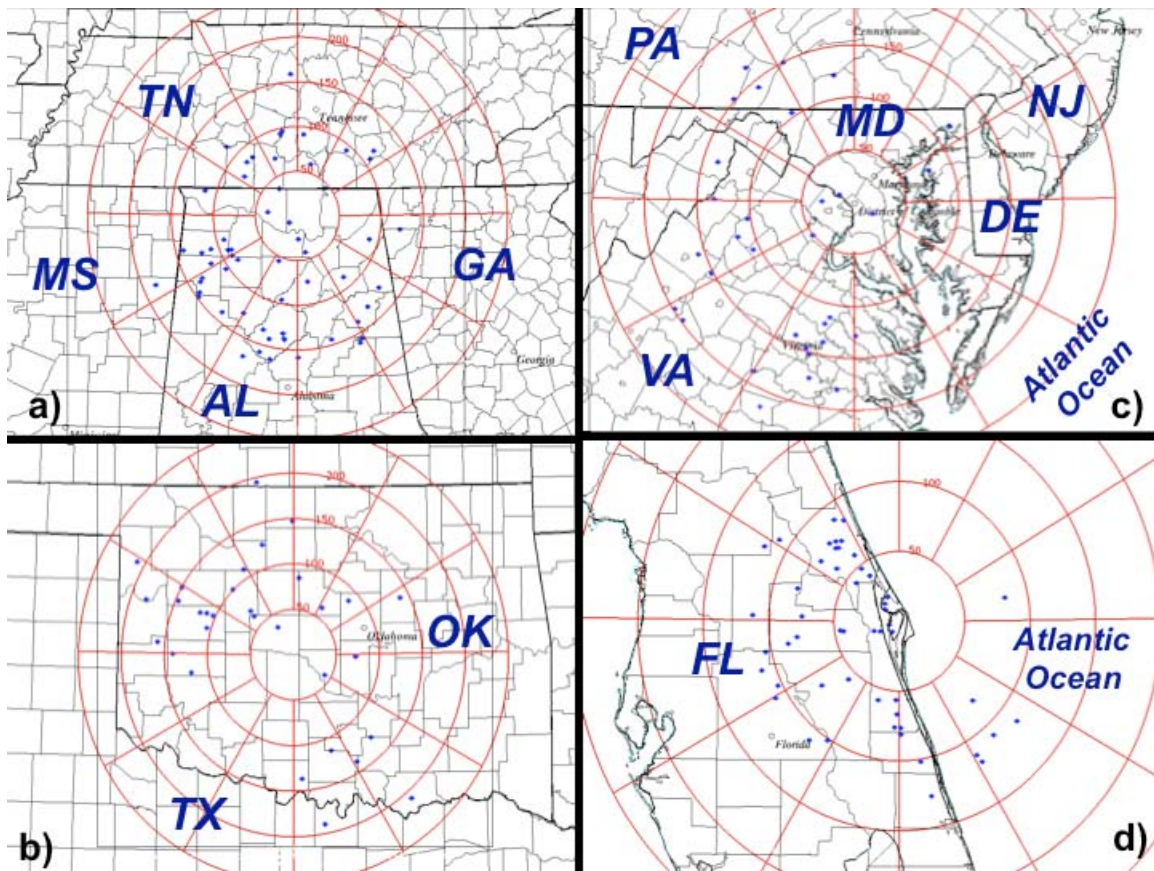 TN
200
150
Tennessee
100
50
MS
GA
Georgia
AL
Alabama
a)
PA
Pennsylvania
New Jersey
150
NJ
MD
100
50
Delaware
Maryland
DE
VA
Virginia
Atlantic
Ocean
c)
200
150
100
50
Oklahoma
OK
TX
b)
100
50
FL
Atlantic
Ocean
Florida
d)